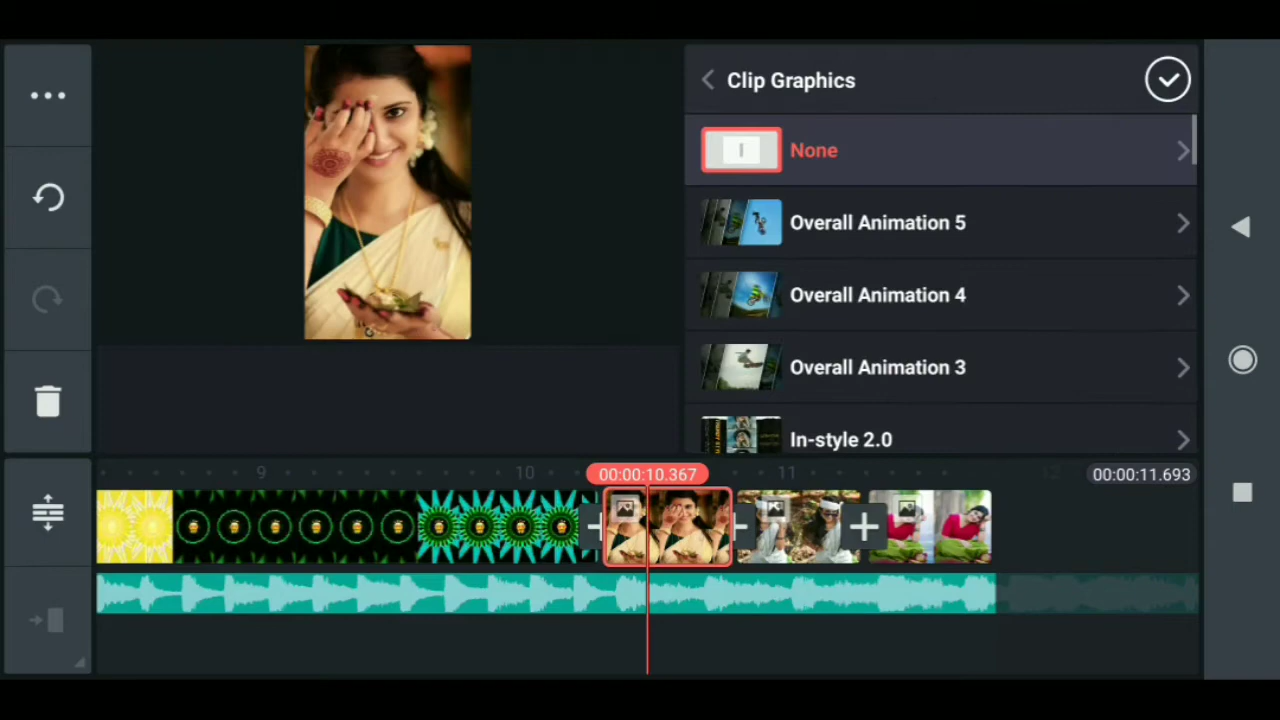 Clip Graphics
None
Overall Animation 5
Overall Animation 4
Overall Animation 3
In-style 2.0
9
10
00:00:10.367
11
12
00:00:11.693